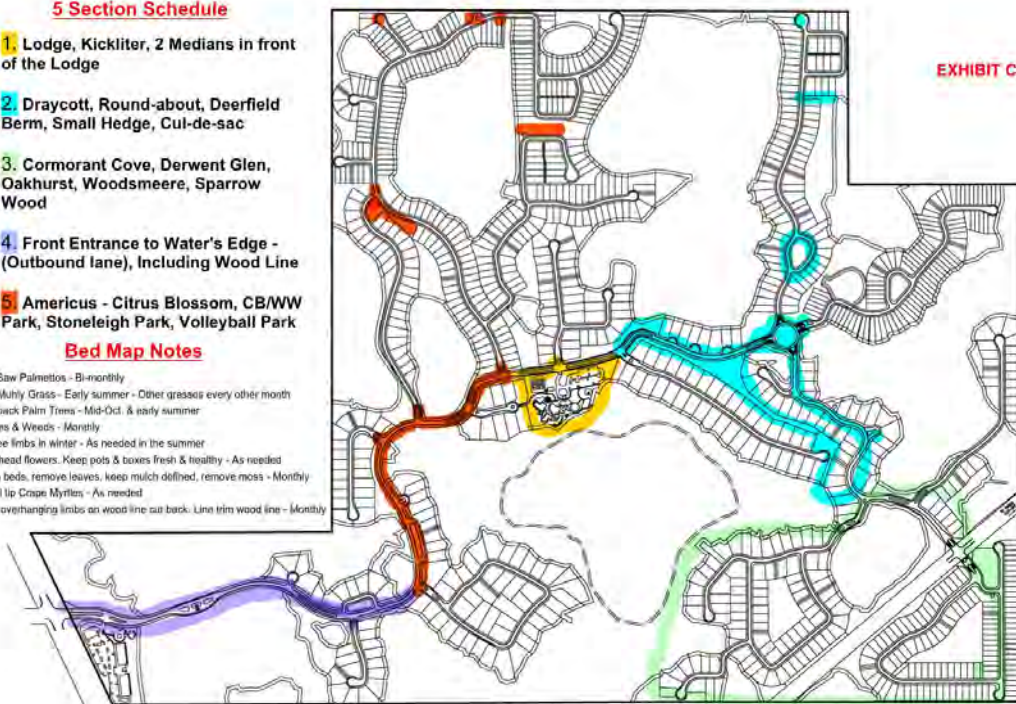 5 Section Schedule
1. Lodge, Kickliter, 2 Medians in front
of the Lodge
2. Draycott, Round-about, Deerfield
Berm, Small Hedge, Cul-de-sac
3. Cormorant Cove, Derwent Glen,
Oakhurst, Woodsmeere, Sparrow
Wood
4. Front Entrance to Water's Edge -
(Outbound lane), Including Wood Line
5. Americus - Citrus Blossom, CB/WW
Park, Stoneleigh Park, Volleyball Park
Bed Map Notes
Saw Palmettos - Bi-monthly
Muhly Grass - Early summer - Other grasses every other month
back Palm Trees - Mid-Oct. & early summer
es & Weeds - Monthly
ee limbs in winter - As needed in the summer
head flowers. Keep pots & boxes fresh & healthy - As needed
beds, remove leaves, keep mulch defined, remove moss - Monthly
Up Crape Myrtles - As needed
overhanging limbs on wood line cut back. Line trim wood line - Monthly
EXHIBIT C